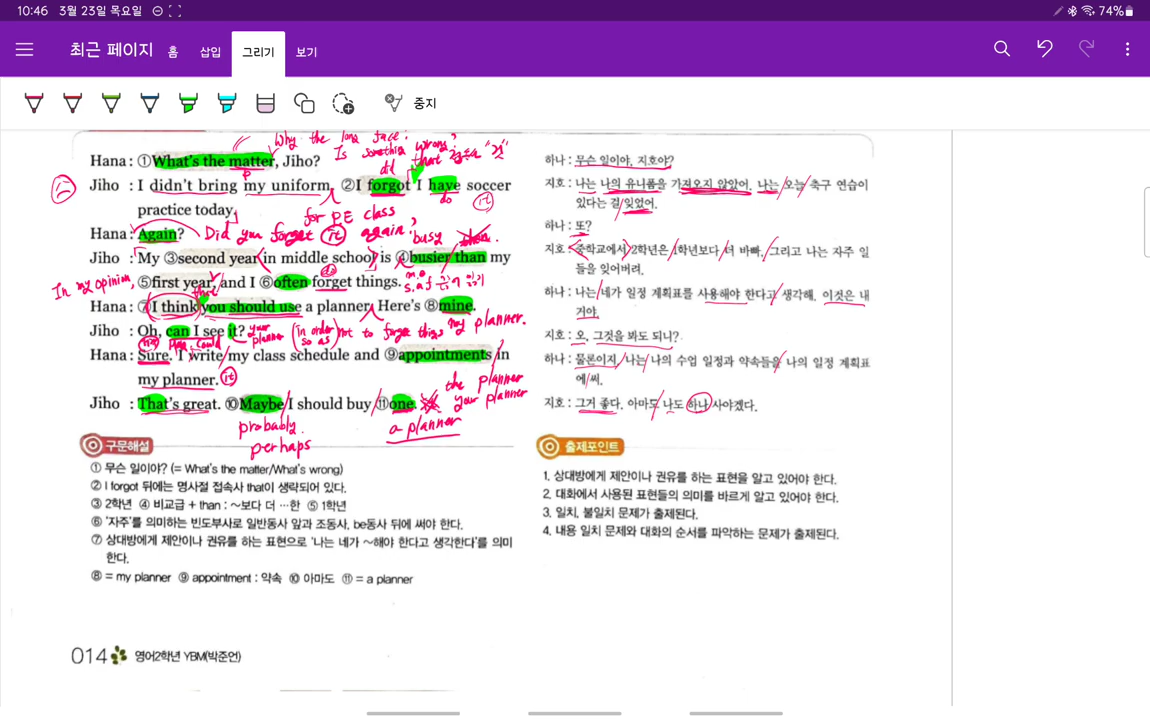 10:46 3월 23일 목요일 74%
최근 페이지 홈 삽입 그리기 보기
중지
Why the long face?
Is something wrong?
that
Hana : ①What's the matter, Jiho?
Jiho : I didn't bring my uniform. ②I forgot I have soccer
do it
practice today.
for PE class
Hana : Again? Did you forget it again?
busy
Jiho : My ③second year in middle school is ④busier than my
In my opinion,
⑤first year, and I ⑥often forget things.
that
Hana : ⑦I think you should use a planner. Here's ⑧mine.
my planner.
Jiho : Oh, can I see it? your planner (in order so as) not to forget things
may could
Hana : Sure. I write my class schedule and ⑨appointments in
my planner. it
the planner
your planner
Jiho : That's great. ⑩Maybe I should buy ⑪one.
probably
perhaps
a planner
하나 : 무슨 일이야, 지호야?
지호 : 나는 나의 유니폼을 가져오지 않았어. 나는 오늘 축구 연습이
있다는 걸 잊었어.
하나 : 또?
지호 : 중학교에서 2학년은 1학년보다 더 바빠. 그리고 나는 자주 일
들을 잊어버려.
하나 : 나는 네가 일정 계획표를 사용해야 한다고 생각해. 이것은 내
거야.
지호 : 오, 그것을 봐도 되니?
하나 : 물론이지. 나는 나의 수업 일정과 약속들을 나의 일정 계획표
에 써.
지호 : 그거 좋다. 아마도 나도 하나 사야겠다.
구문해설
① 무슨 일이야? (= What's the matter/What's wrong)
② I forgot 뒤에는 명사절 접속사 that이 생략되어 있다.
③ 2학년 ④ 비교급 + than : ~보다 더 …한 ⑤ 1학년
⑥ '자주'를 의미하는 빈도부사로 일반동사 앞과 조동사, be동사 뒤에 써야 한다.
⑦ 상대방에게 제안이나 권유를 하는 표현으로 '나는 네가 ~해야 한다고 생각한다'를 의미
한다.
⑧ = my planner ⑨ appointment : 약속 ⑩ 아마도 ⑪ = a planner
출제포인트
1. 상대방에게 제안이나 권유를 하는 표현을 알고 있어야 한다.
2. 대화에서 사용된 표현들의 의미를 바르게 알고 있어야 한다.
3. 일치, 불일치 문제가 출제된다.
4. 내용 일치 문제와 대화의 순서를 파악하는 문제가 출제된다.
014 영어2학년 YBM(박준언)